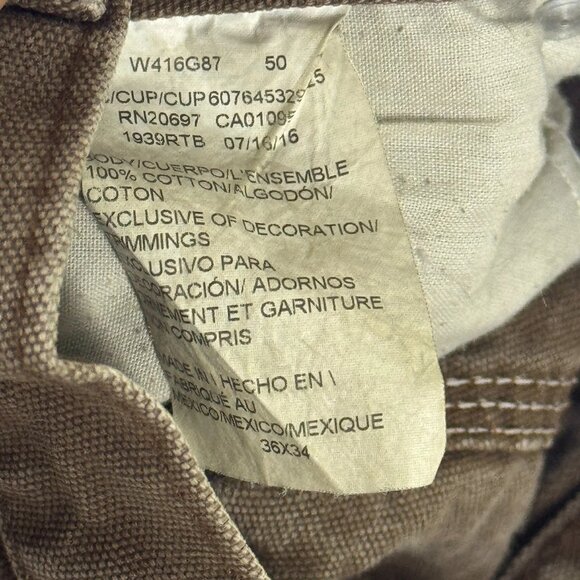 W416G87 50
/CUP/CUP 60764532925
RN20697 CA0109
1939RTB 07/16/16
BODY/CUERPO/L'ENSEMBLE
100% COTTON/ALGODÓN/
COTON
EXCLUSIVE OF DECORATION/
TRIMMINGS
EXCLUSIVO PARA
DECORACIÓN/ ADORNOS
ORNEMENT ET GARNITURE
NON COMPRIS
MADE IN \ HECHO EN \
FABRIQUÉ AU
MEXICO/MEXICO/MEXIQUE
36X34